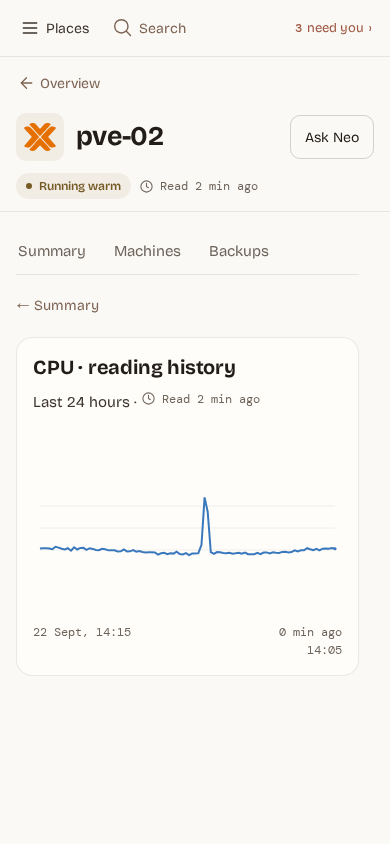 Places
Search
3 need you ›
← Overview
pve-02
Ask Neo
Running warm
Read 2 min ago
Summary
Machines
Backups
← Summary
CPU · reading history
Last 24 hours · Read 2 min ago
22 Sept, 14:15
0 min ago
14:05